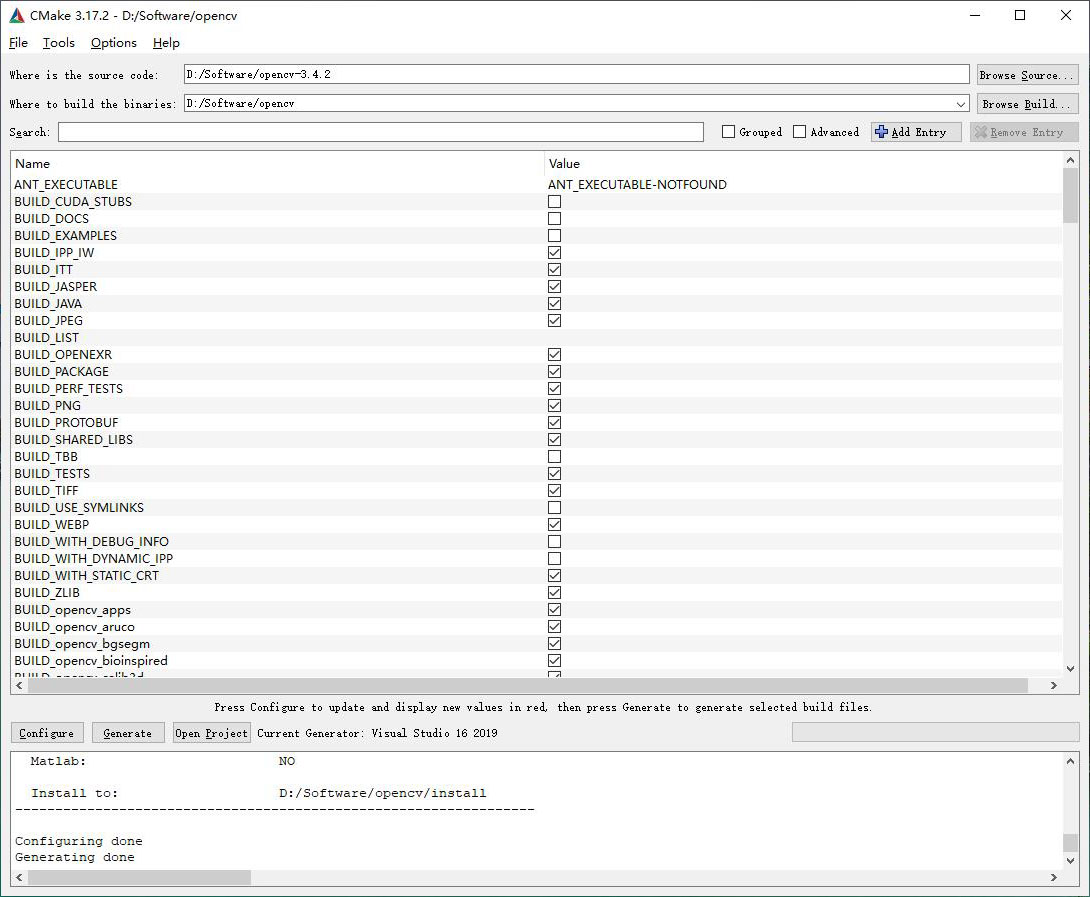 CMake 3.17.2 - D:/Software/opencv
File Tools Options Help
Where is the source code: D:/Software/opencv-3.4.2 Browse Source...
Where to build the binaries: D:/Software/opencv Browse Build...
Search: Grouped Advanced Add Entry Remove Entry
Name Value
ANT_EXECUTABLE ANT_EXECUTABLE-NOTFOUND
BUILD_CUDA_STUBS
BUILD_DOCS
BUILD_EXAMPLES
BUILD_IPP_IW
BUILD_ITT
BUILD_JASPER
BUILD_JAVA
BUILD_JPEG
BUILD_LIST
BUILD_OPENEXR
BUILD_PACKAGE
BUILD_PERF_TESTS
BUILD_PNG
BUILD_PROTOBUF
BUILD_SHARED_LIBS
BUILD_TBB
BUILD_TESTS
BUILD_TIFF
BUILD_USE_SYMLINKS
BUILD_WEBP
BUILD_WITH_DEBUG_INFO
BUILD_WITH_DYNAMIC_IPP
BUILD_WITH_STATIC_CRT
BUILD_ZLIB
BUILD_opencv_apps
BUILD_opencv_aruco
BUILD_opencv_bgsegm
BUILD_opencv_bioinspired
Press Configure to update and display new values in red, then press Generate to generate selected build files.
Configure Generate Open Project Current Generator: Visual Studio 16 2019
Matlab: NO
Install to: D:/Software/opencv/install
-----------------------------------------------------------------
Configuring done
Generating done